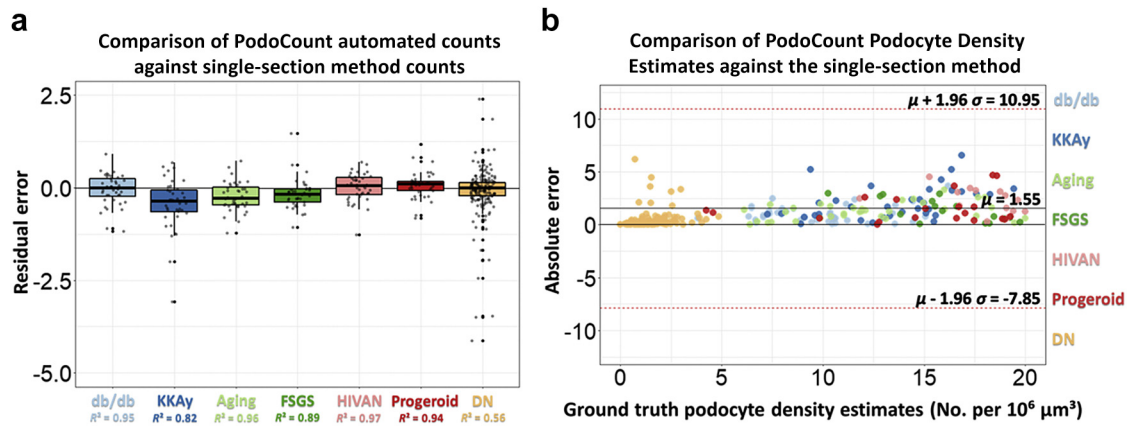 a
Comparison of PodoCount automated counts
against single-section method counts
Residual error
2.5
0.0
-2.5
-5.0
db/db KKAy Aging FSGS HIVAN Progeroid DN
R² = 0.95 R² = 0.82 R² = 0.96 R² = 0.89 R² = 0.97 R² = 0.94 R² = 0.56
b
Comparison of PodoCount Podocyte Density
Estimates against the single-section method
Absolute error
10
5
0
-5
-10
μ + 1.96 σ = 10.95
μ = 1.55
μ - 1.96 σ = -7.85
db/db
KKAy
Aging
FSGS
HIVAN
Progeroid
DN
0 5 10 15 20
Ground truth podocyte density estimates (No. per 10⁶ μm³)